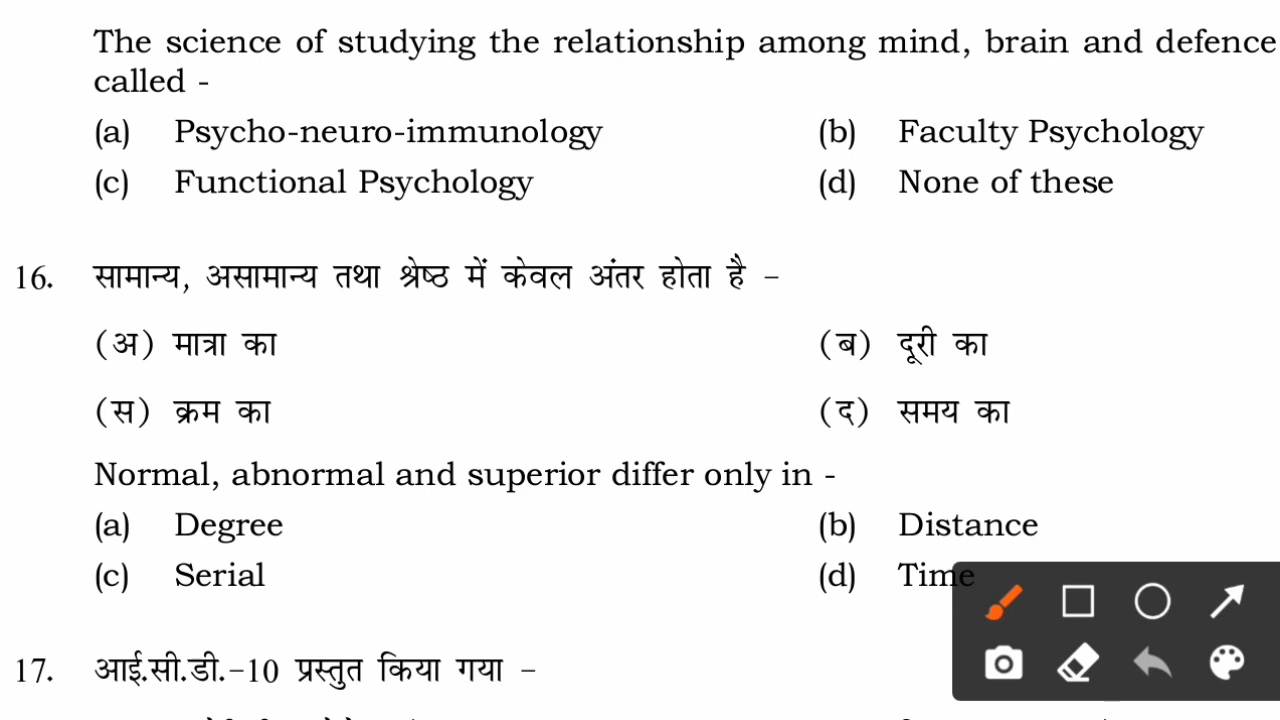 The science of studying the relationship among mind, brain and defence
called -
(a) Psycho-neuro-immunology (b) Faculty Psychology
(c) Functional Psychology (d) None of these
16. सामान्य, असामान्य तथा श्रेष्ठ में केवल अंतर होता है –
(अ) मात्रा का (ब) दूरी का
(स) क्रम का (द) समय का
Normal, abnormal and superior differ only in -
(a) Degree (b) Distance
(c) Serial (d) Time
17. आई.सी.डी.–10 प्रस्तुत किया गया –